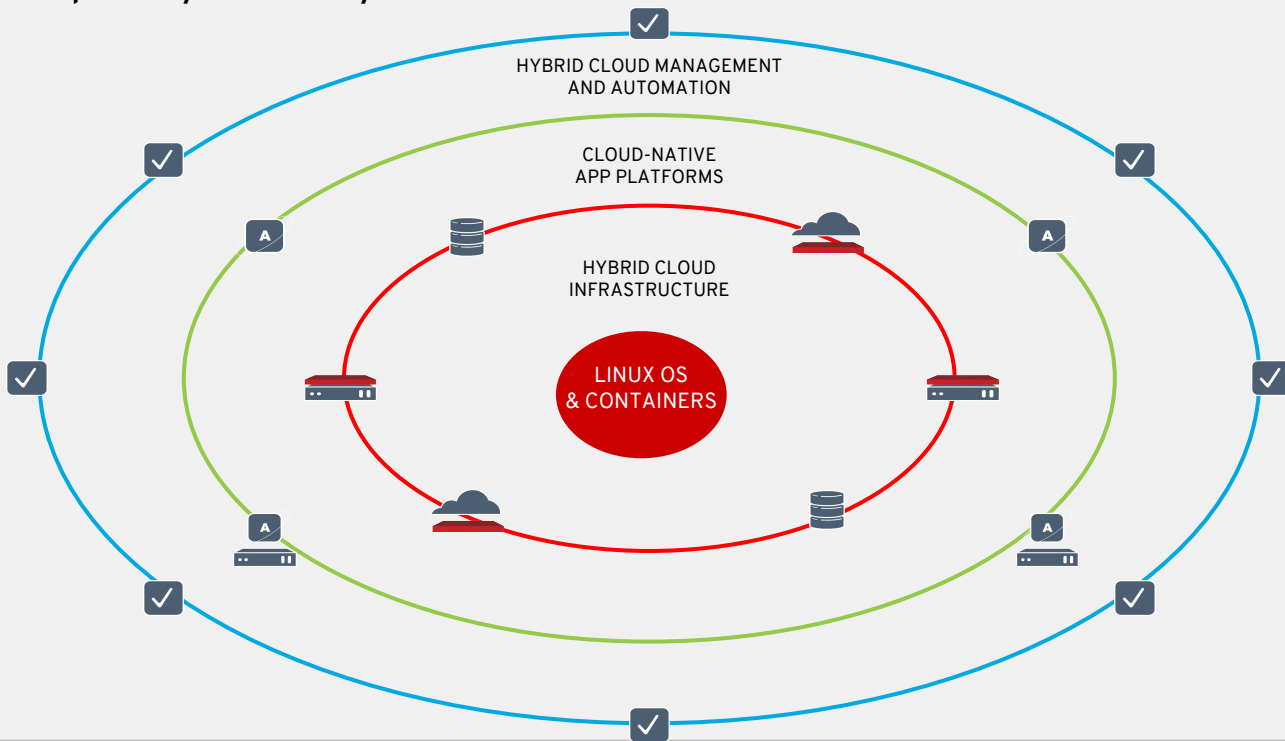 HYBRID CLOUD MANAGEMENT
AND AUTOMATION
CLOUD-NATIVE
APP PLATFORMS
A
A
HYBRID CLOUD
INFRASTRUCTURE
LINUX OS
& CONTAINERS
A
A